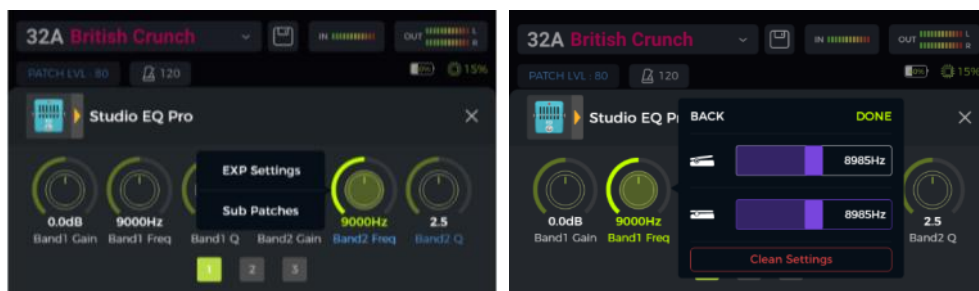 32A British Crunch
IN
OUT
L
R
PATCH LVL : 80
120
0%
15%
Studio EQ Pro
EXP Settings
Sub Patches
0.0dB
9000Hz
9000Hz
2.5
Band1 Gain
Band1 Freq
Band1 Q
Band2 Gain
Band2 Freq
Band2 Q
1
2
3
32A British Crunch
IN
OUT
L
R
PATCH LVL : 80
120
15%
Studio EQ P
BACK
DONE
8985Hz
8985Hz
0.0dB
9000Hz
2.5
Band1 Gain
Band1 Freq
Band2 Q
Clean Settings